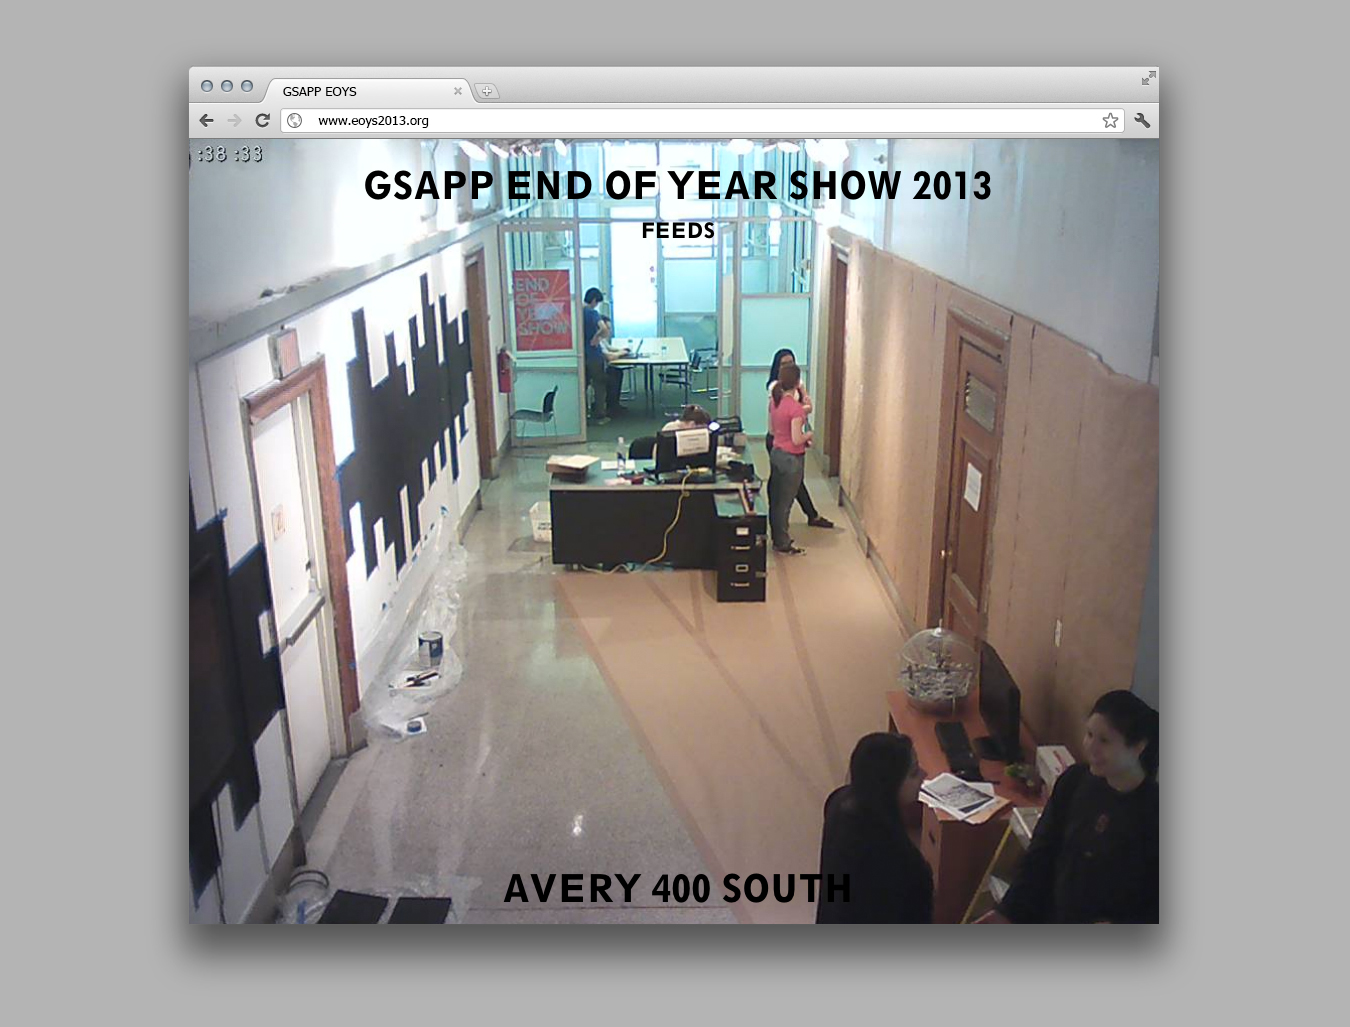 GSAPP EOYS
www.eoys2013.org
:38 :33
GSAPP END OF YEAR SHOW 2013
FEEDS
END
OF
YEAR
SHOW
AVERY 400 SOUTH